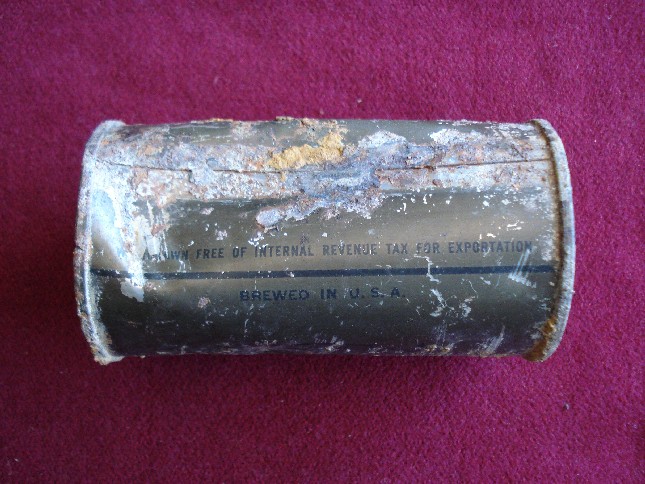 FREE OF INTERNAL REVENUE TAX FOR EXPORTATION
BREWED IN U.S.A.